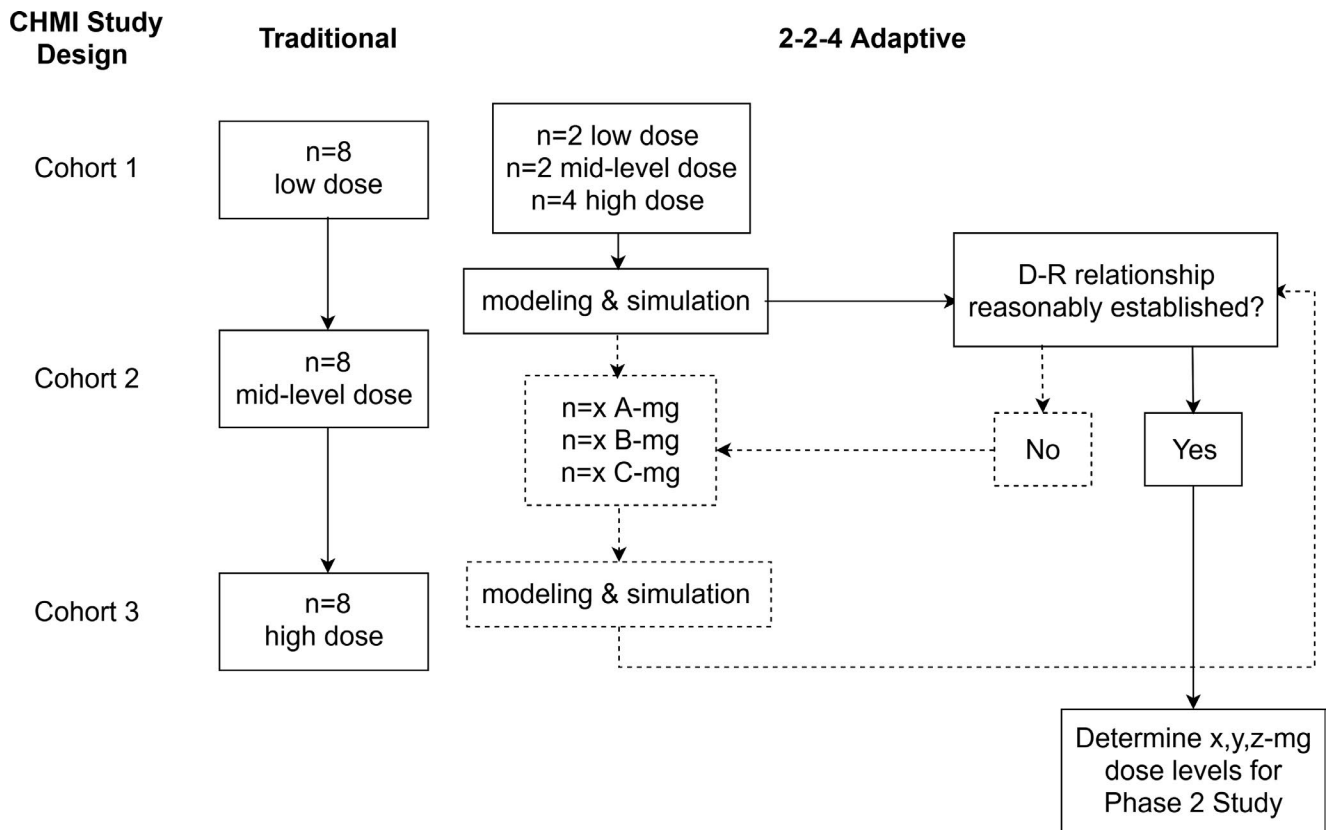 CHMI Study
Design
Traditional
2-2-4 Adaptive
Cohort 1
n=8
low dose
n=2 low dose
n=2 mid-level dose
n=4 high dose
modeling & simulation
D-R relationship
reasonably established?
Cohort 2
n=8
mid-level dose
n=x A-mg
n=x B-mg
n=x C-mg
No
Yes
Cohort 3
n=8
high dose
modeling & simulation
Determine x,y,z-mg
dose levels for
Phase 2 Study